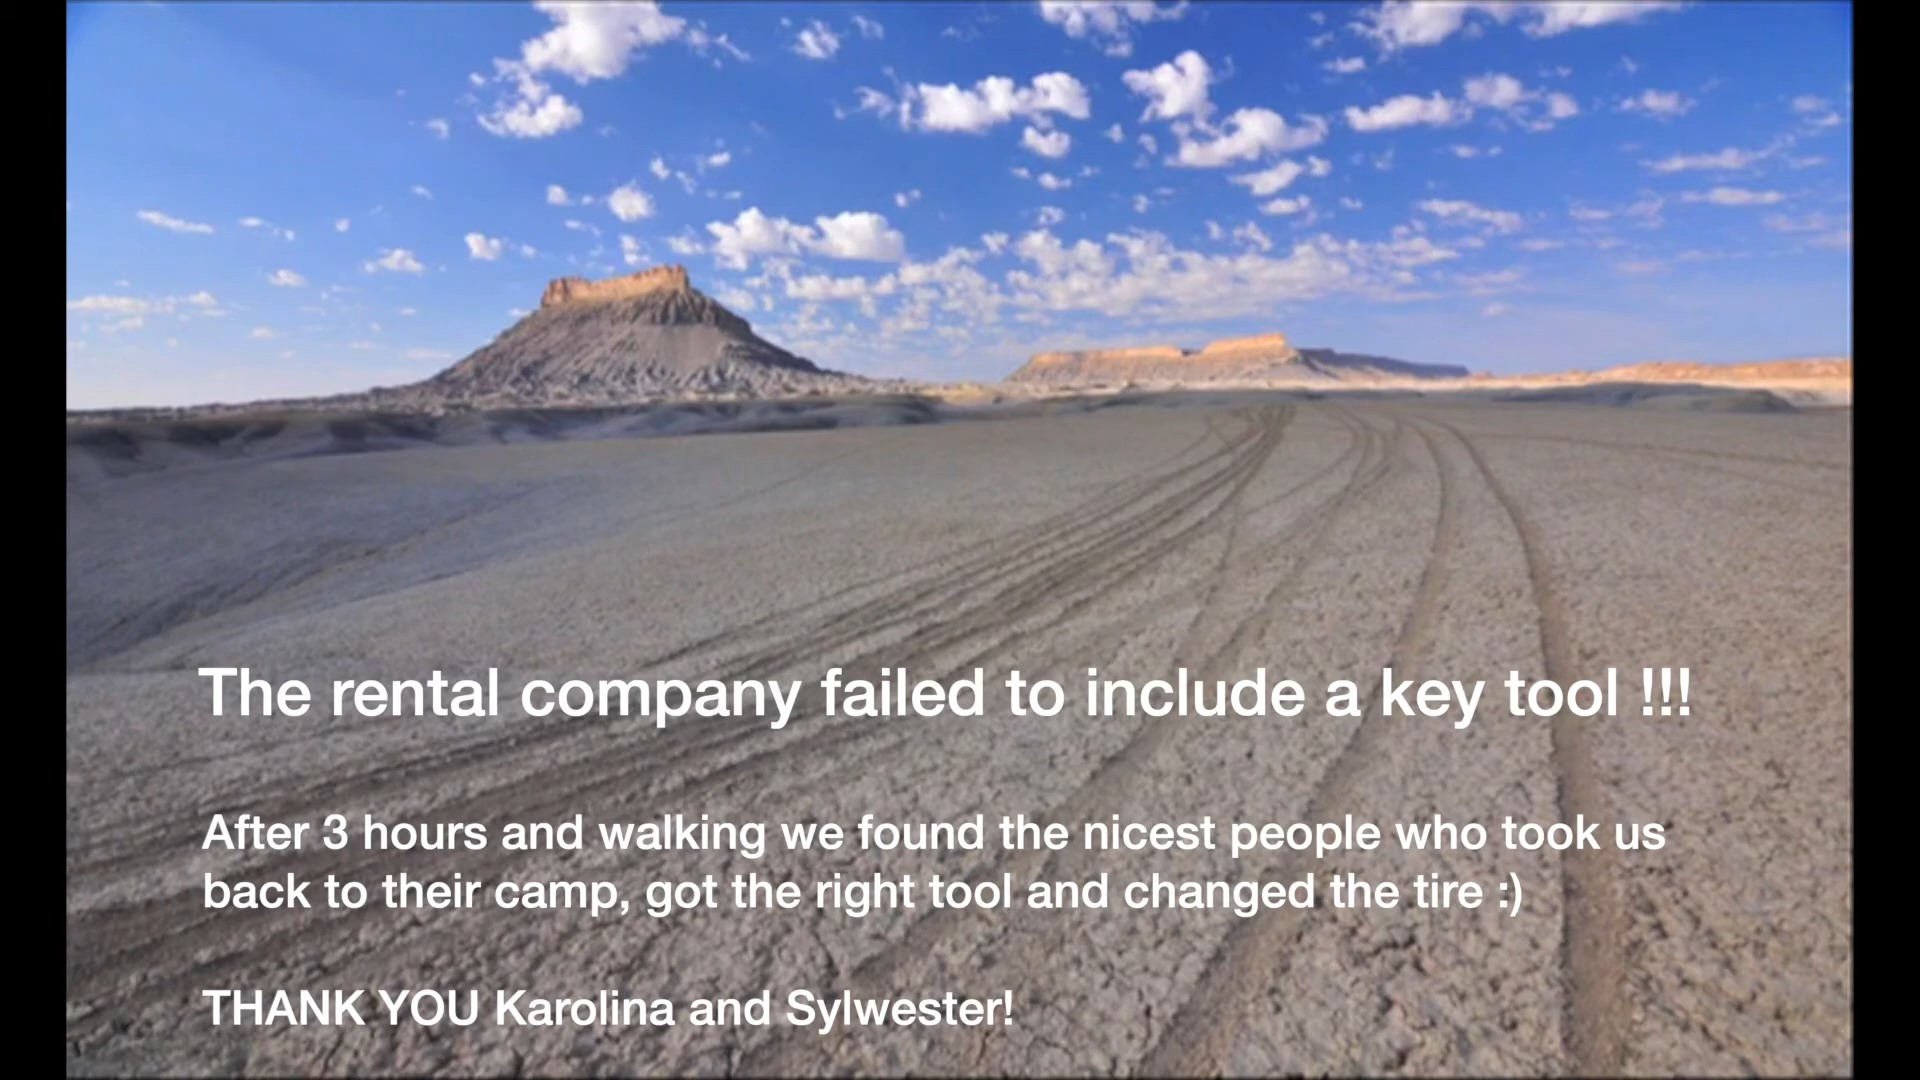 The rental company failed to include a key tool !!!
After 3 hours and walking we found the nicest people who took us
back to their camp, got the right tool and changed the tire :)
THANK YOU Karolina and Sylwester!